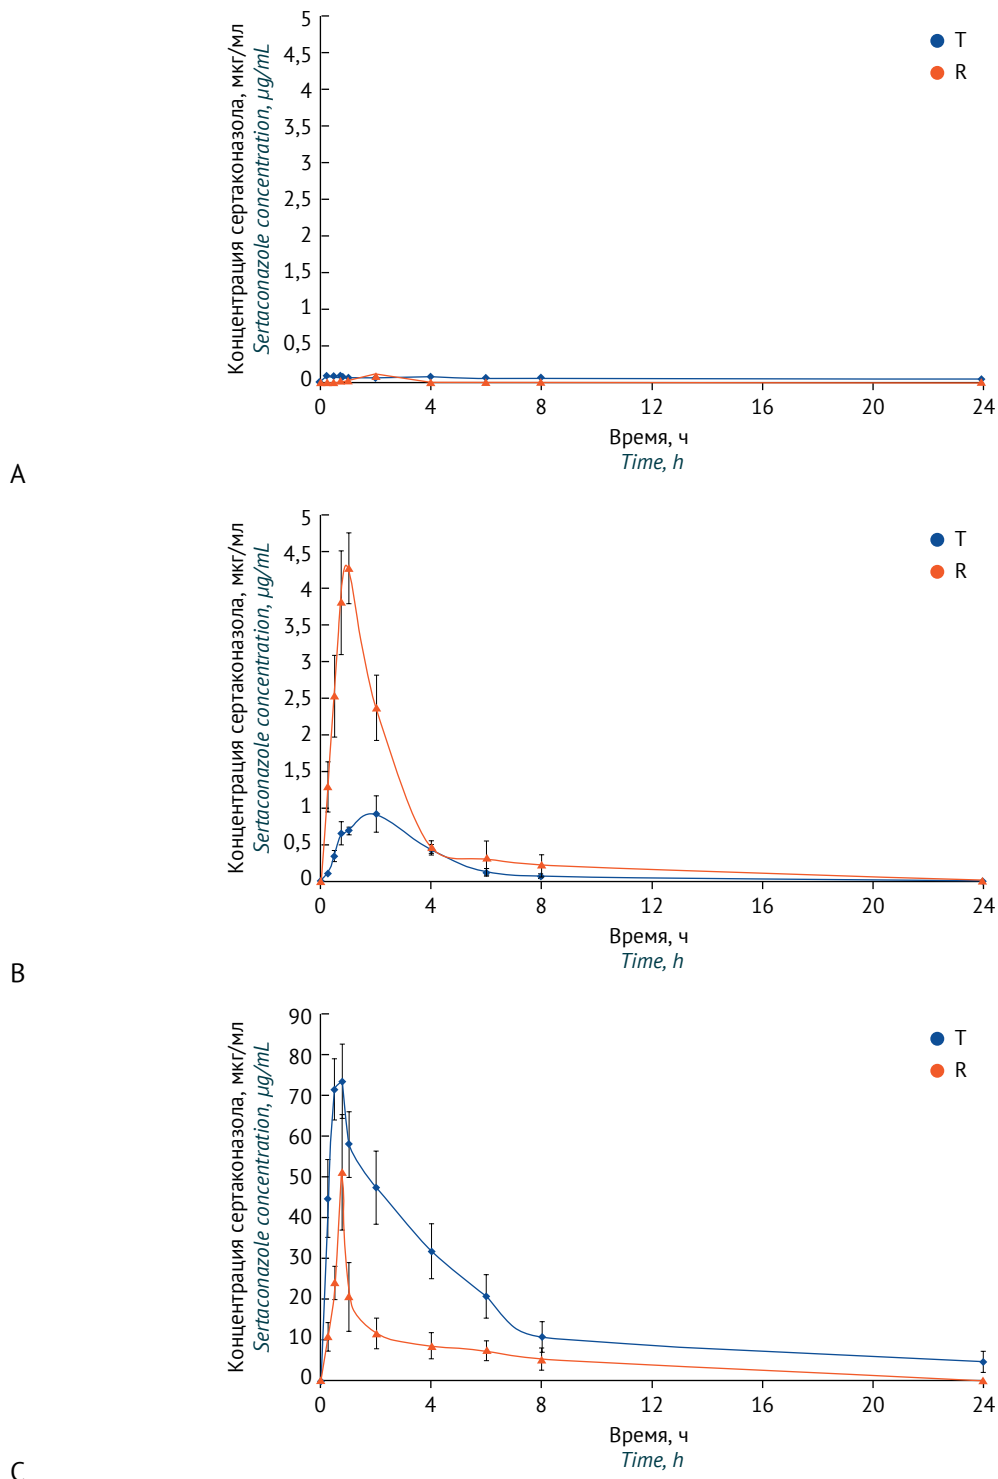 Концентрация сертаконазола, мкг/мл
Sertaconazole concentration, µg/mL
5
4,5
4
3,5
3
2,5
2
1,5
1
0,5
0
0 4 8 12 16 20 24
Время, ч
Time, h
T
R
A
Концентрация сертаконазола, мкг/мл
Sertaconazole concentration, µg/mL
5
4,5
4
3,5
3
2,5
2
1,5
1
0,5
0
0 4 8 12 16 20 24
Время, ч
Time, h
T
R
B
Концентрация сертаконазола, мкг/мл
Sertaconazole concentration, µg/mL
90
80
70
60
50
40
30
20
10
0
0 4 8 12 16 20 24
Время, ч
Time, h
T
R
C